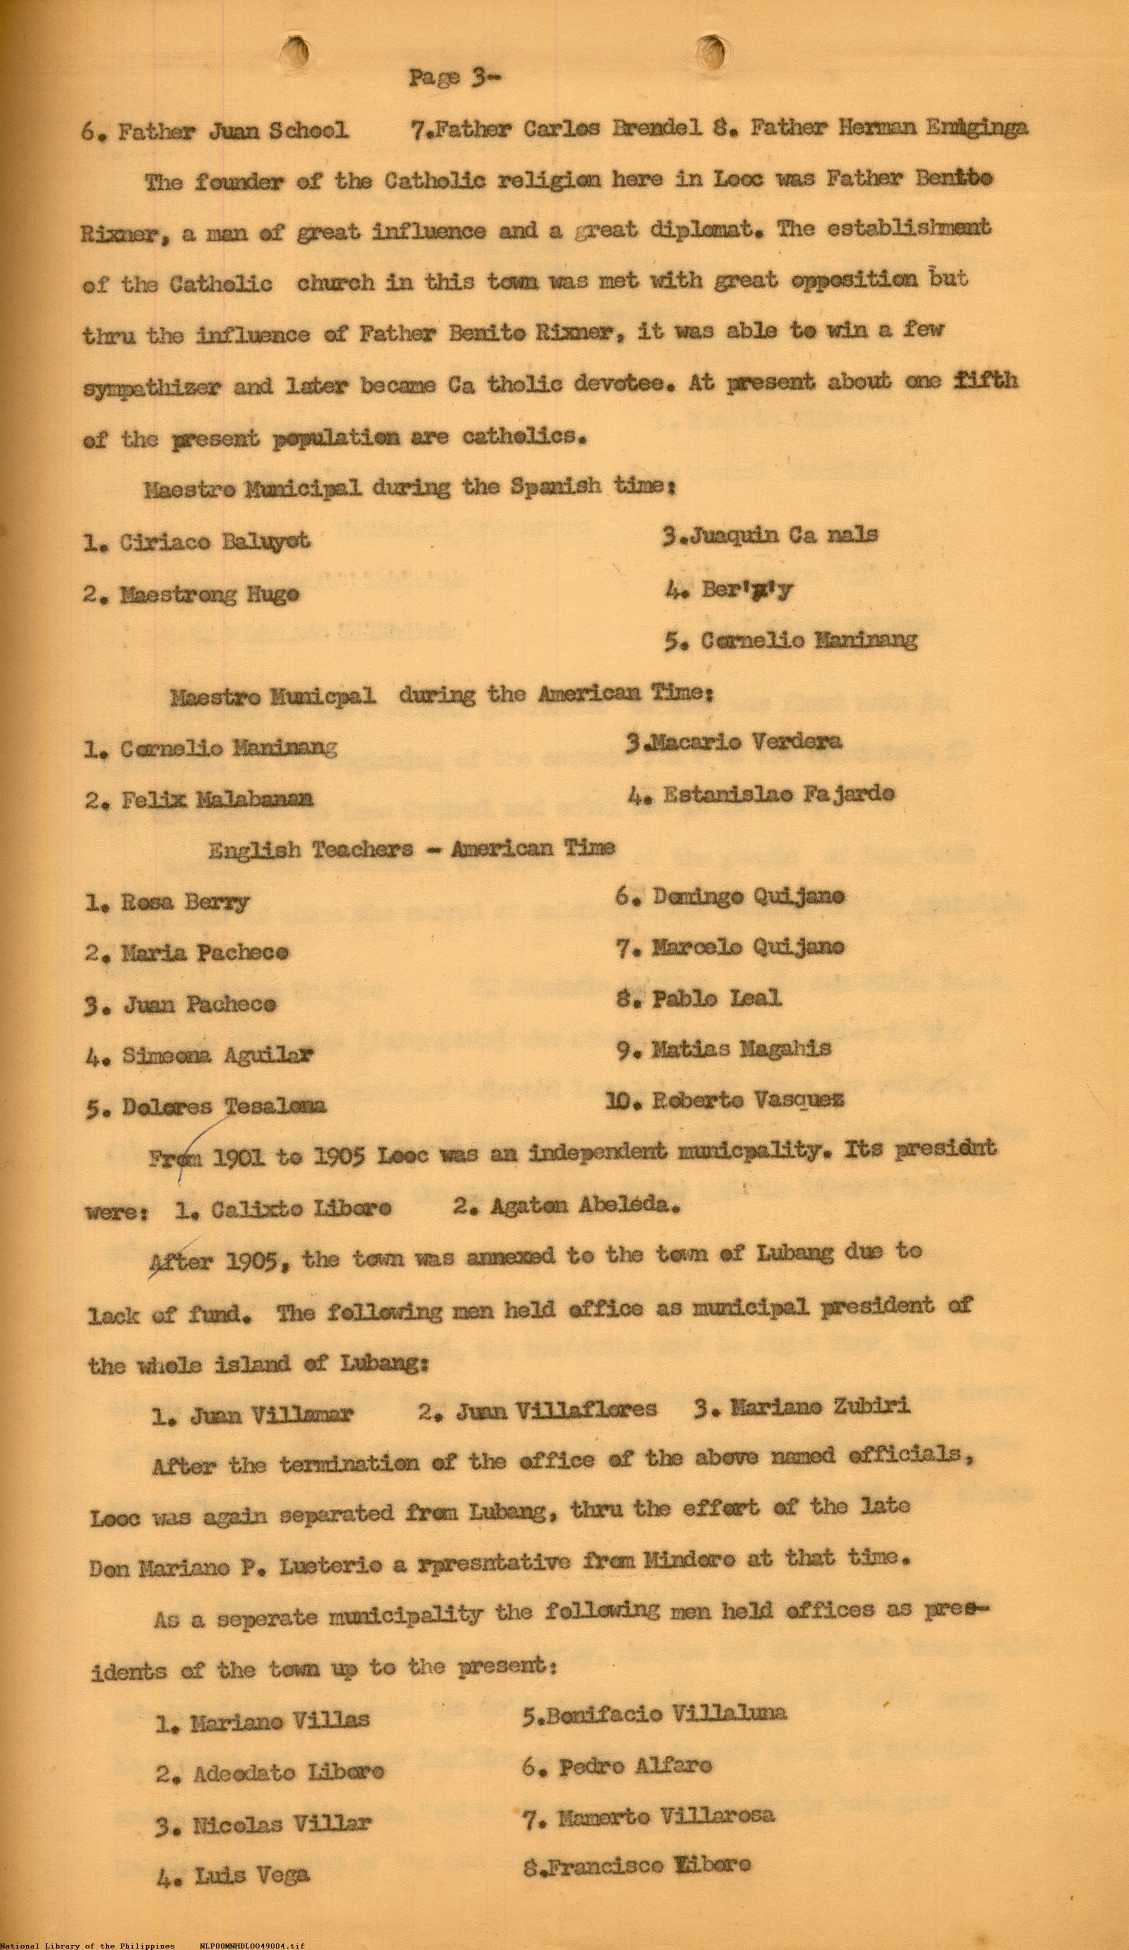 Page 3-
6. Father Juan School 7.Father Carlos Brendel 8. Father Herman
The founder of the Catholic religion here in Looc was Father Benito
Rixner, a man of great influence and a great diplomat. The establishment
of the Catholic church in this town was met with great opposition but
thru the influence of Father Benito Rixner, it was able to win a few
sympathizer and later became Ca tholic devotee. At present about one fifth
of the present population are catholics.
Maestro Municipal during the Spanish time:
1. Ciriaco Baluyot 3.Juaquin Ca nals
2. Maestrong Hugo 4.
5. Cornelio Maninang
Maestro Municpal during the American Time:
1. Cornelio Maninang 3.Macario Verdera
2. Felix Malabanan 4. Estanislao Fajardo
English Teachers - American Time
1. Rosa Berry 6. Domingo Quijano
2. Maria Pacheco 7. Marcelo Quijano
3. Juan Pacheco 8. Pablo Leal
4. Simeona Aguilar 9. Matias Magahis
5. Dolores Tesalona 10. Roberto Vasquez
From 1901 to 1905 Looc was an independent municpality. Its presidnt
were: 1. Calixto Liboro 2. Agaton Abeleda.
After 1905, the town was annexed to the town of Lubang due to
lack of fund. The following men held office as municipal president of
the whole island of Lubang:
1. Juan Villamar 2. Juan Villaflores 3. Mariano Zubiri
After the termination of the office of the above named officials,
Looc was again separated from Lubang, thru the effort of the late
Don Mariano P. Lueterio a rpresntative from Mindoro at that time.
As a seperate municipality the following men held offices as pres-
idents of the town up to the present:
1. Mariano Villas 5.Bonifacio Villaluna
2. Adeodato Liboro 6. Pedro Alfaro
3. Nicolas Villar 7. Mamerto Villarosa
4. Luis Vega 8.Francisco Liboro
National Library of the Philippines NLP00MNHDL0049004.tif